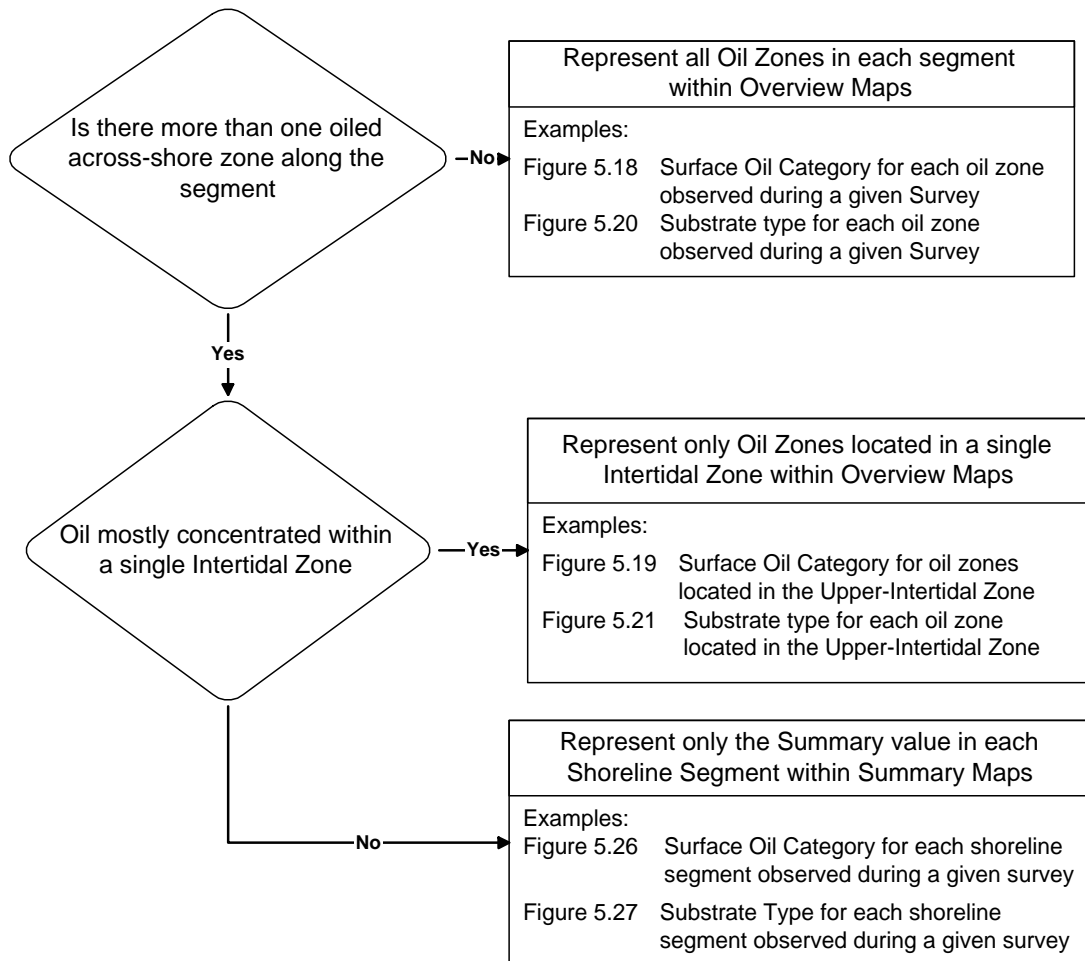 Is there more than one oiled
across-shore zone along the
segment
No
Represent all Oil Zones in each segment
within Overview Maps
Examples:
Figure 5.18 Surface Oil Category for each oil zone
observed during a given Survey
Figure 5.20 Substrate type for each oil zone
observed during a given Survey
Yes
Oil mostly concentrated within
a single Intertidal Zone
Yes
Represent only Oil Zones located in a single
Intertidal Zone within Overview Maps
Examples:
Figure 5.19 Surface Oil Category for oil zones
located in the Upper-Intertidal Zone
Figure 5.21 Substrate type for each oil zone
located in the Upper-Intertidal Zone
No
Represent only the Summary value in each
Shoreline Segment within Summary Maps
Examples:
Figure 5.26 Surface Oil Category for each shoreline
segment observed during a given survey
Figure 5.27 Substrate Type for each shoreline
segment observed during a given survey